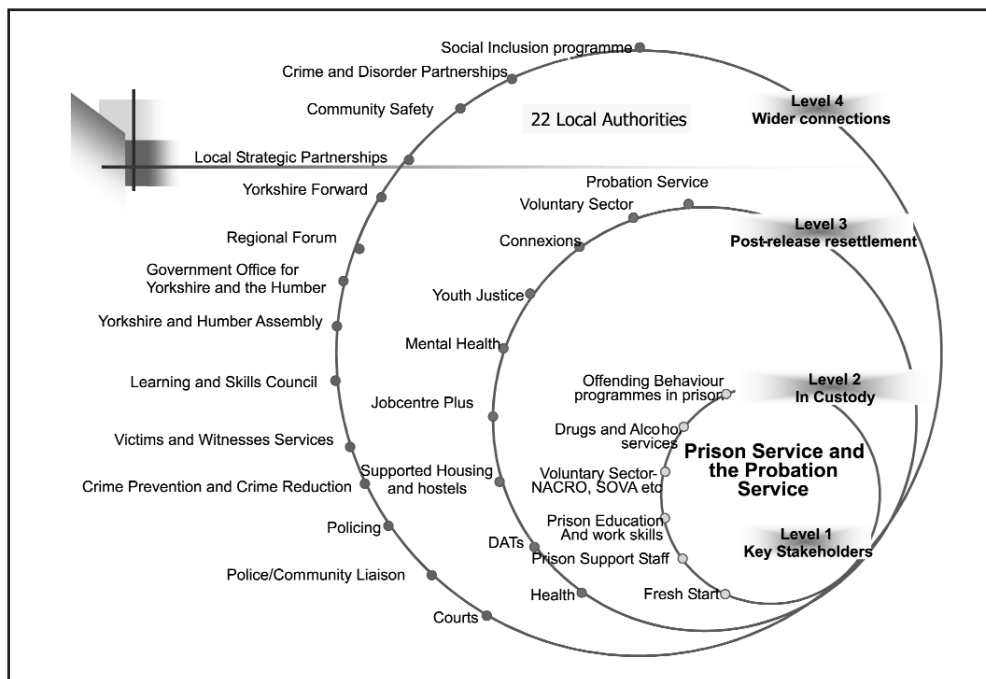 Social Inclusion programme
Crime and Disorder Partnerships
Community Safety
Local Strategic Partnerships
Yorkshire Forward
Regional Forum
Government Office for
Yorkshire and the Humber
Yorkshire and Humber Assembly
Learning and Skills Council
Victims and Witnesses Services
Crime Prevention and Crime Reduction
Policing
Police/Community Liaison
Courts
22 Local Authorities
Level 4
Wider connections
Probation Service
Voluntary Sector
Connexions
Youth Justice
Mental Health
Jobcentre Plus
Supported Housing
and hostels
DATs
Health
Level 3
Post-release resettlement
Offending Behaviour
programmes in prison
Drugs and Alcohol
services
Voluntary Sector-
NACRO, SOVA etc
Prison Education
And work skills
Prison Support Staff
Fresh Start
Level 2
In Custody
Prison Service and
the Probation
Service
Level 1
Key Stakeholders